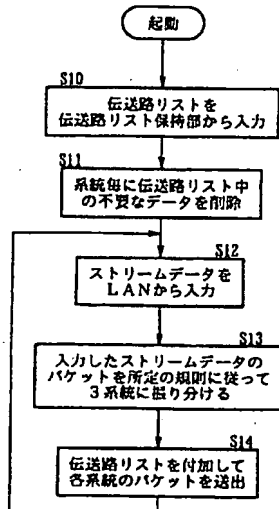 起動
S10
伝送路リストを
伝送路リスト保持部から入力
S11
系統毎に伝送路リスト中
の不要なデータを削除
S12
ストリームデータを
LANから入力
S13
入力したストリームデータの
パケットを所定の規則に従って
3系統に振り分ける
S14
伝送路リストを付加して
各系統のパケットを送出